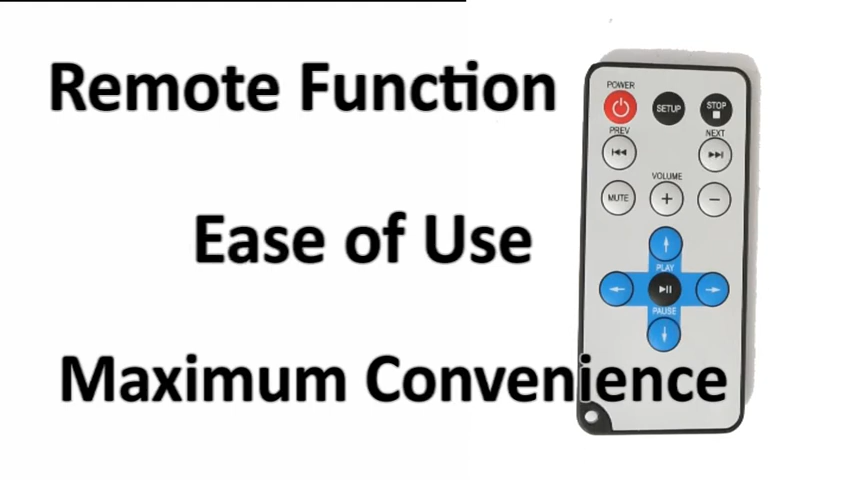 Remote Function
Ease of Use
Maximum Convenience
POWER
SETUP
STOP
PREV
NEXT
MUTE
VOLUME
PLAY
PAUSE